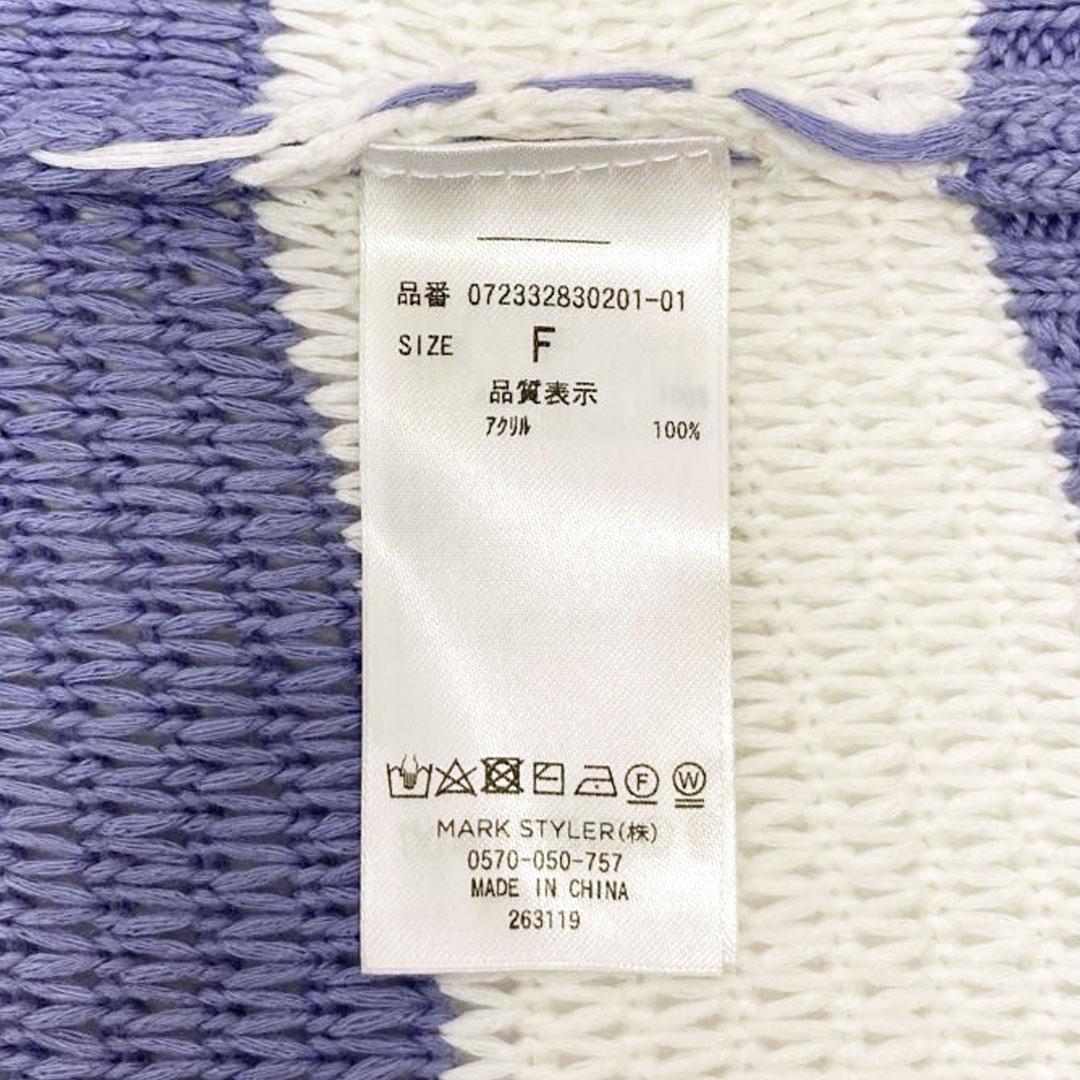 品番 072332830201-01
SIZE F
品質表示
アクリル 100%
F W
MARK STYLER(株)
0570-050-757
MADE IN CHINA
263119